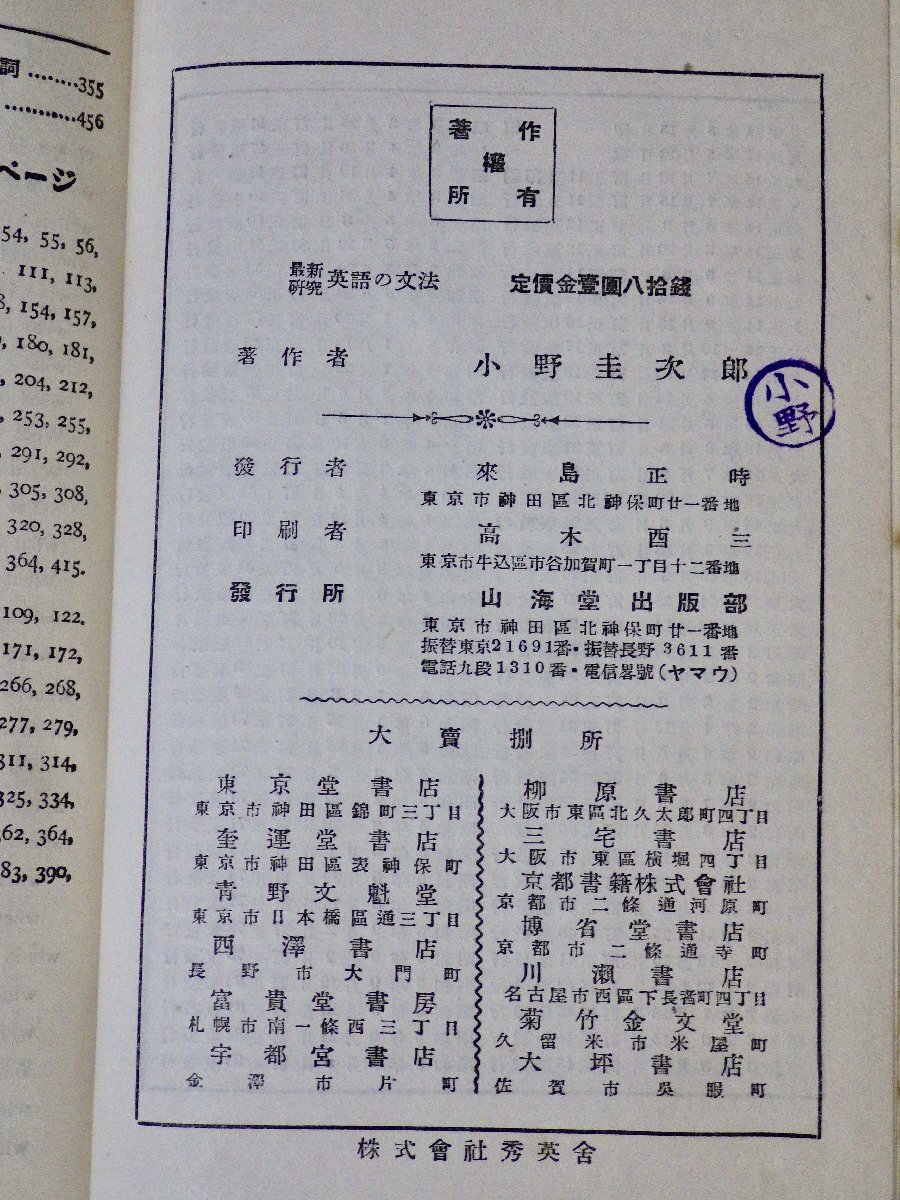 詞 ........355
..........456
ページ
54, 55, 56,
111, 113,
154, 157,
180, 181,
204, 212,
253, 255,
291, 292,
305, 308,
320, 328,
364, 415.
109, 122.
171, 172,
266, 268,
277, 279,
311, 314,
325, 334,
362, 364,
383, 390,
著作
權
所有
最新研究 英語の文法 定價金壹圓八拾錢
著作者 小野圭次郎
小野
發行者 來島正時
東京市神田區北神保町廿一番地
印刷者 高木酉三
東京市牛込區市谷加賀町一丁目十二番地
發行所 山海堂出版部
東京市神田區北神保町廿一番地
振替東京21691番・振替長野3611番
電話九段1310番・電信畧號(ヤマウ)
大賣捌所
東京堂書店
東京市神田區錦町三丁目
奎運堂書店
東京市神田區表神保町
青野文魁堂
東京市日本橋區通三丁目
西澤書店
長野市大門町
富貴堂書房
札幌市南一條西三丁目
宇都宮書店
金澤市片町
柳原書店
大阪市東區北久太郎町四丁目
三宅書店
大阪市東區横堀四丁目
京都書籍株式會社
京都市二條通河原町
博省堂書店
京都市二條通寺町
川瀬書店
名古屋市西區下長者町四丁目
菊竹金文堂
久留米市米屋町
大坪書店
佐賀市吳服町
株式會社秀英舍